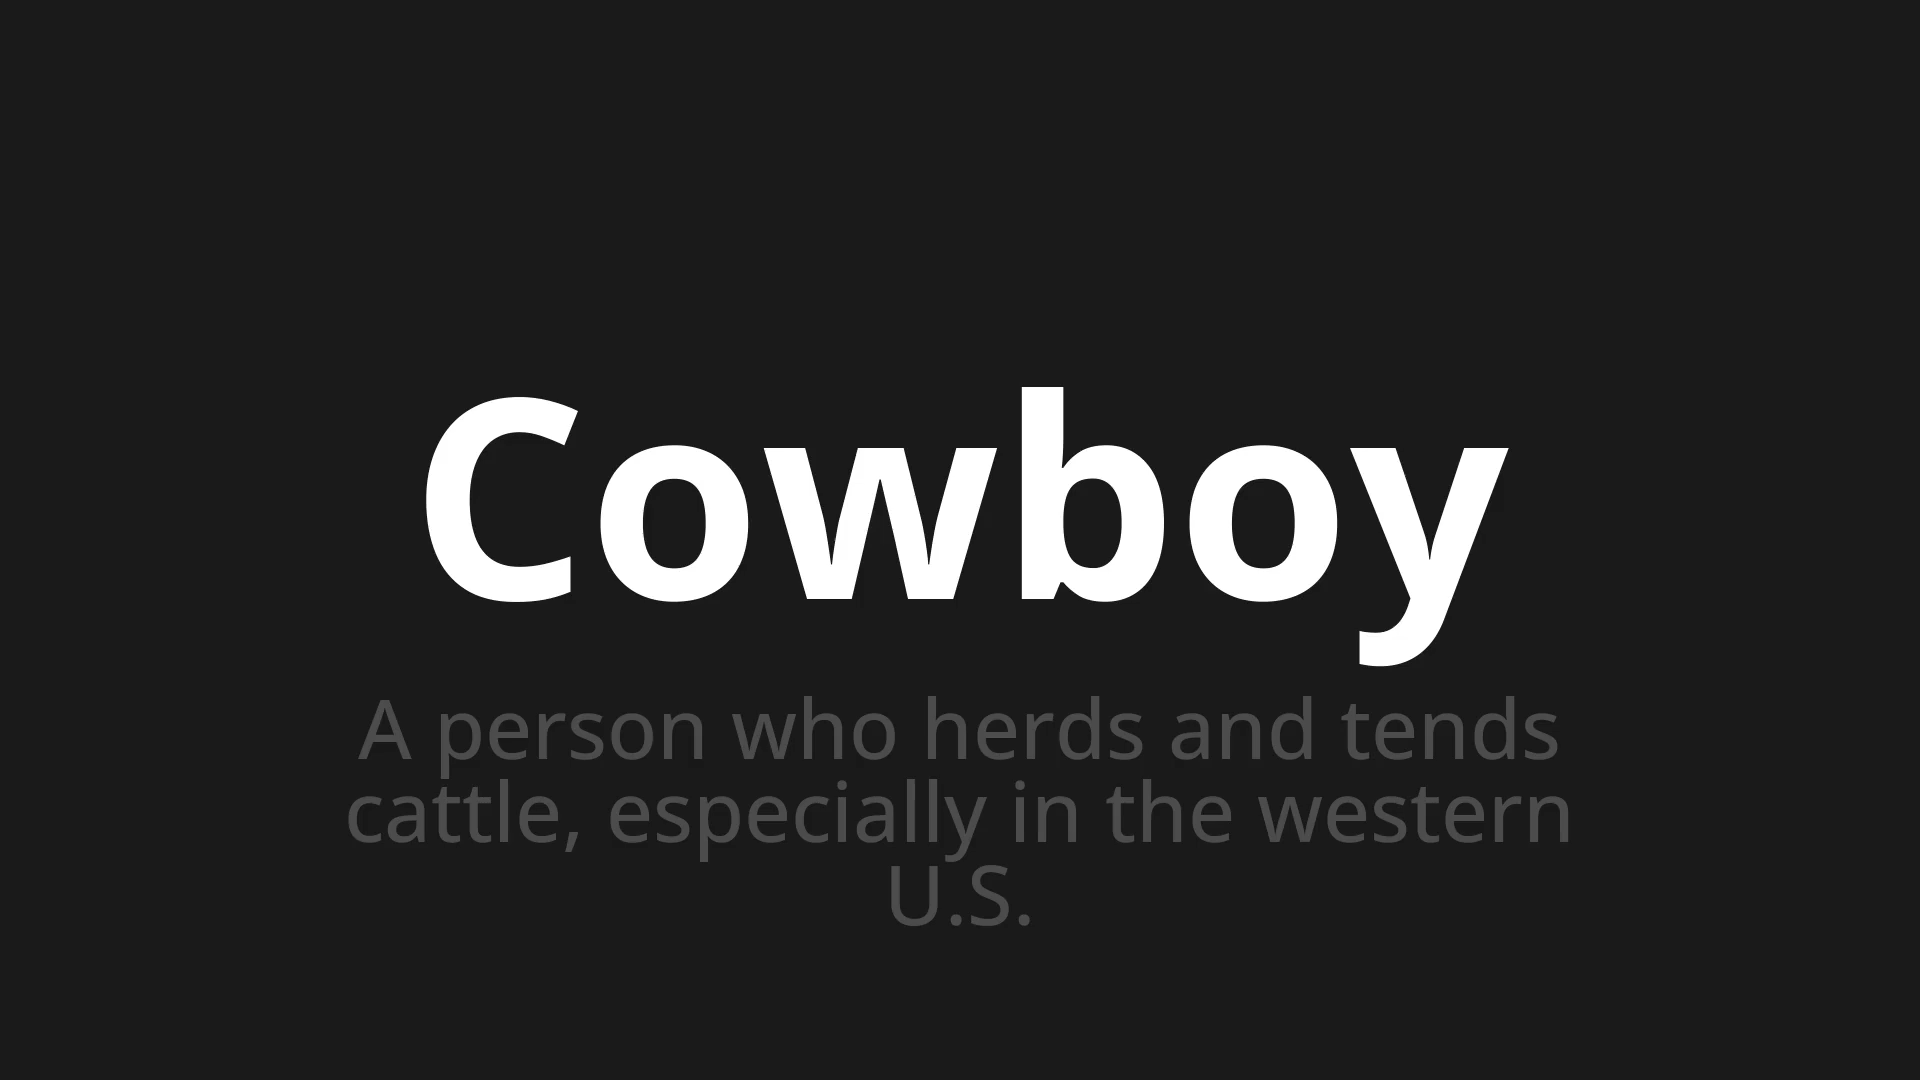 Cowboy
A person who herds and tends
cattle, especially in the western
U.S.